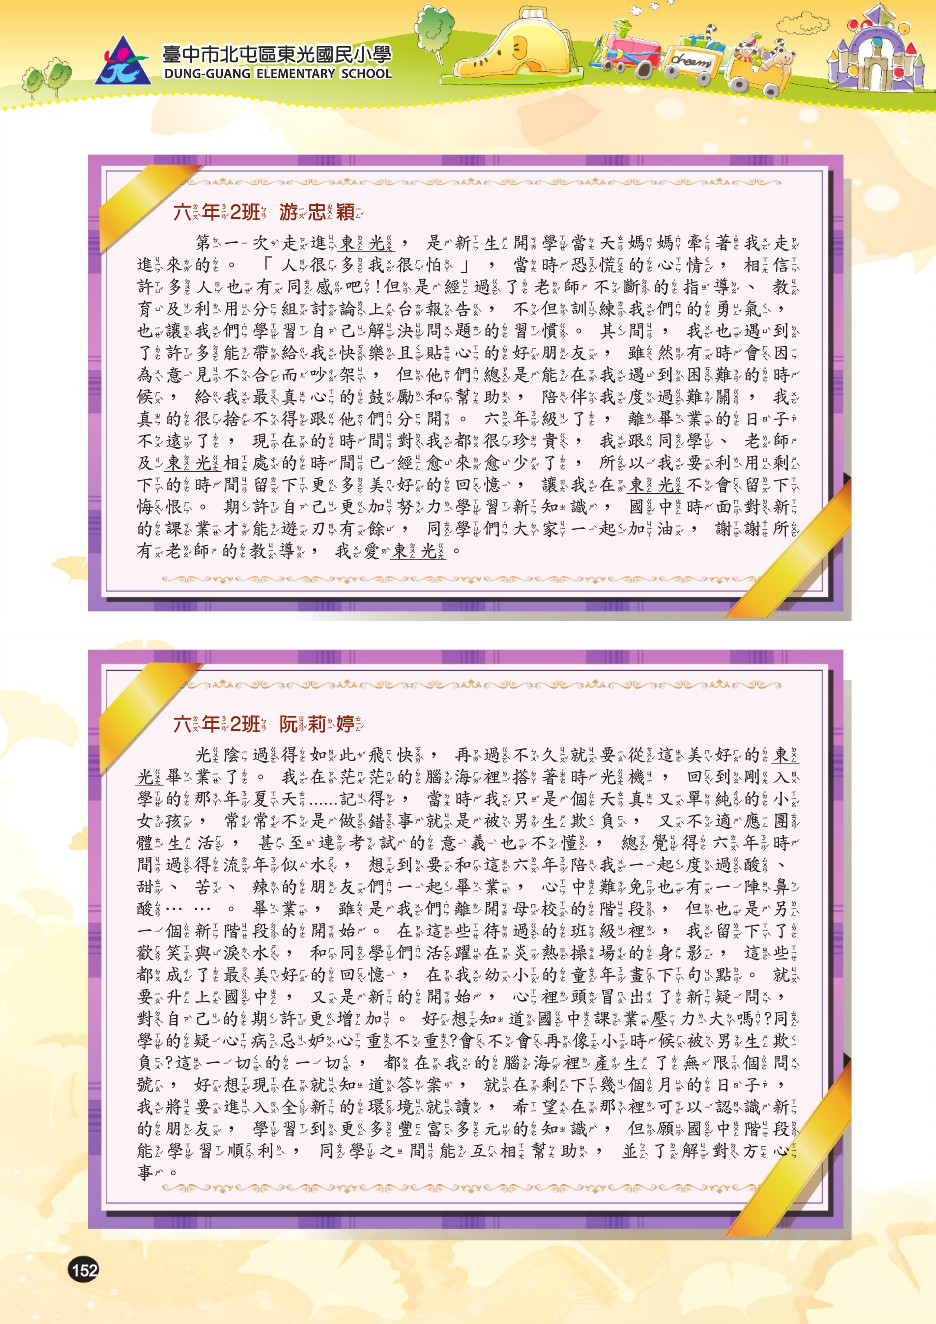 臺中市北屯區東光國民小學
DUNG-GUANG ELEMENTARY SCHOOL
dream
六年2班 游忠穎
第一次走進東光，是新生開學當天媽媽牽著我走
進來的。「人很多我很怕」，當時恐慌的心情，相信
許多人也有同感吧!但是經過了老師不斷的指導、教
育及利用分組討論上台報告，不但訓練我們的勇氣，
也讓我們學習自己解決問題的習慣。其間，我也遇到
了許多能帶給我快樂且貼心的好朋友，雖然有時會因
為意見不合而吵架，但他們總是能在我遇到困難的時
候，給我最真心的鼓勵和幫助，陪伴我度過難關，我
真的很捨不得跟他們分開。六年級了，離畢業的日子
不遠了，現在的時間對我都很珍貴，我跟同學、老師
及東光相處的時間已經愈來愈少了，所以我要利用剩
下的時間留下更多美好的回憶，讓我在東光不會留下
悔恨。期許自己更加努力學習新知識，國中時面對新
的課業才能遊刃有餘，同學們大家一起加油，謝謝所
有老師的教導，我愛東光。
六年2班 阮莉婷
光陰過得如此飛快，再過不久就要從這美好的東
光畢業了。我在茫茫的腦海裡搭著時光機，回到剛入
學的那年夏天......記得，當時我只是個天真又單純的小
女孩，常常不是做錯事就是被男生欺負，又不適應團
體生活，甚至連考試的意義也不懂，總覺得六年時
間過得流年似水，想到要和這六年陪我一起度過酸、
甜、苦、辣的朋友們一起畢業，心中難免也有一陣鼻
酸……。畢業，雖是我們離開母校的階段，但也是另
一個新階段的開始。在這些待過的班級裡，我留下了
歡笑與淚水，和同學們活躍在炎熱操場的身影，這些
都成了最美好的回憶，在我幼小的童年畫下句點。就
要升上國中，又是新的開始，心裡頭冒出了新疑問，
對自己的期許更增加。好想知道國中課業壓力大嗎?同
學的疑心病忌妒心重不重?會不會再像小時候被男生欺
負?這一切的一切，都在我的腦海裡產生了無限個問
號，好想現在就知道答案，就在剩下幾個月的日子，
我將要進入全新的環境就讀，希望在那裡可以認識新
的朋友，學習到更多豐富多元的知識，但願國中階段
能學習順利，同學之間能互相幫助，並了解對方心
事。
152